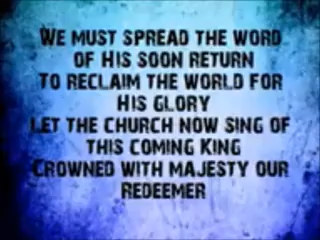 WE MUST SPREAD THE WORD
OF HIS SOON RETURN
TO RECLAIM THE WORLD FOR
HIS GLORY
LET THE CHURCH NOW SING OF
THIS COMING KING
CROWNED WITH MAJESTY OUR
REDEEMER